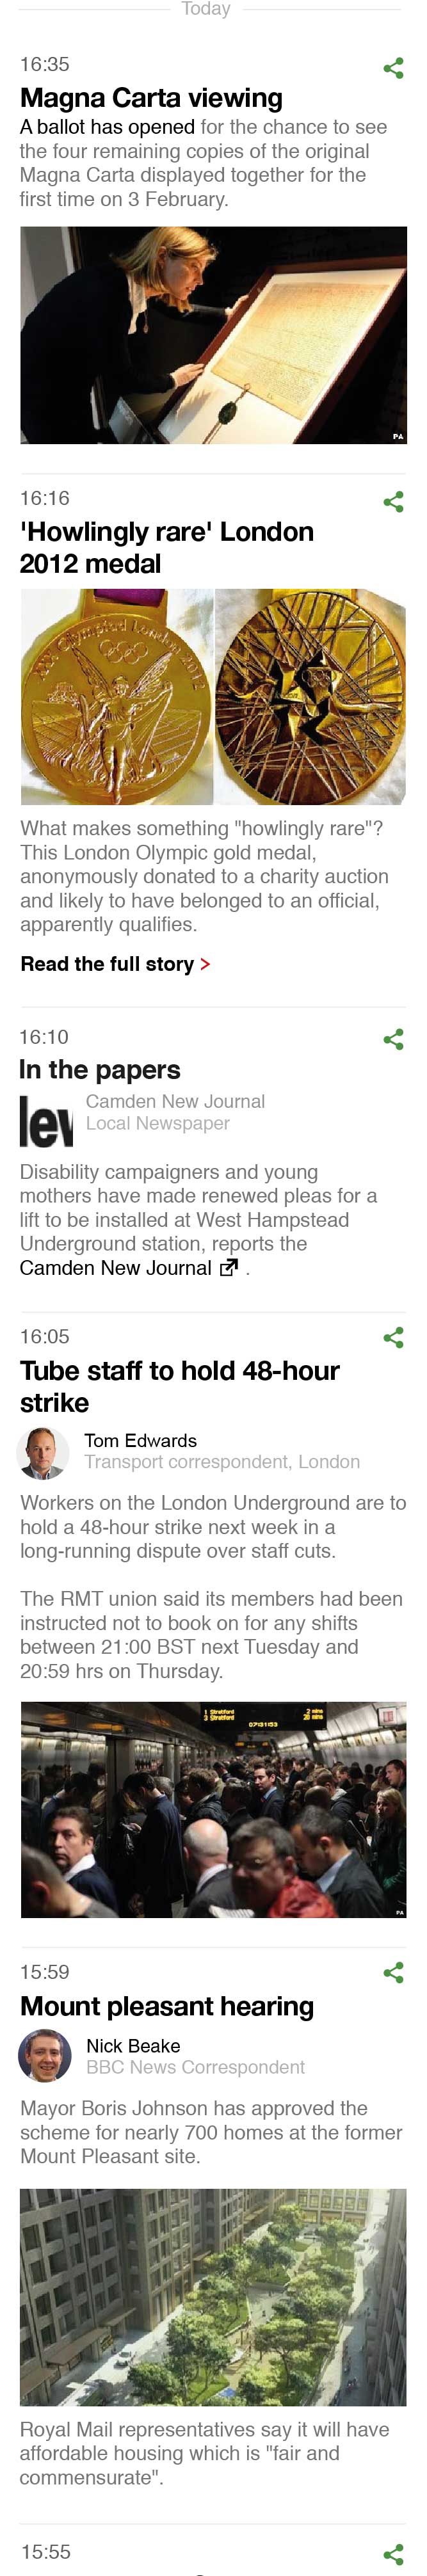 Today
16:35
Magna Carta viewing
A ballot has opened for the chance to see
the four remaining copies of the original
Magna Carta displayed together for the
first time on 3 February.
PA
16:16
'Howlingly rare' London
2012 medal
What makes something "howlingly rare"?
This London Olympic gold medal,
anonymously donated to a charity auction
and likely to have belonged to an official,
apparently qualifies.
Read the full story >
16:10
In the papers
Camden New Journal
Local Newspaper
Disability campaigners and young
mothers have made renewed pleas for a
lift to be installed at West Hampstead
Underground station, reports the
Camden New Journal .
16:05
Tube staff to hold 48-hour
strike
Tom Edwards
Transport correspondent, London
Workers on the London Underground are to
hold a 48-hour strike next week in a
long-running dispute over staff cuts.
The RMT union said its members had been
instructed not to book on for any shifts
between 21:00 BST next Tuesday and
20:59 hrs on Thursday.
1 Stratford 2 mins
3 Stratford 20 mins
PA
15:59
Mount pleasant hearing
Nick Beake
BBC News Correspondent
Mayor Boris Johnson has approved the
scheme for nearly 700 homes at the former
Mount Pleasant site.
Royal Mail representatives say it will have
affordable housing which is "fair and
commensurate".
15:55